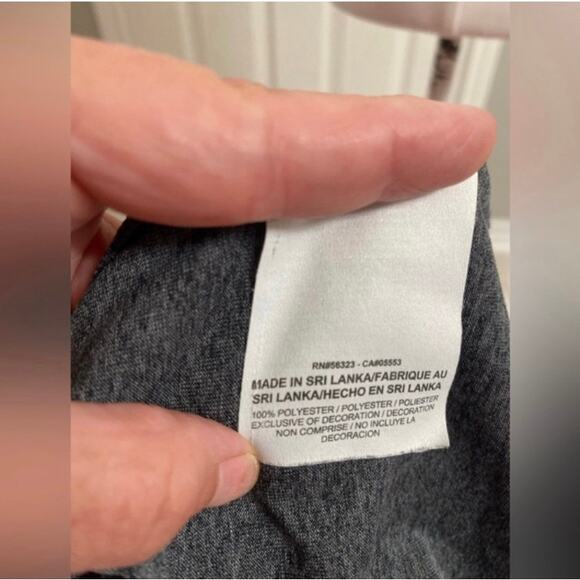 RN#56323 - CA#05553
MADE IN SRI LANKA/FABRIQUE AU
SRI LANKA/HECHO EN SRI LANKA
100% POLYESTER / POLYESTER / POLIESTER
EXCLUSIVE OF DECORATION / DECORATION
NON COMPRISE / NO INCLUYE LA
DECORACION